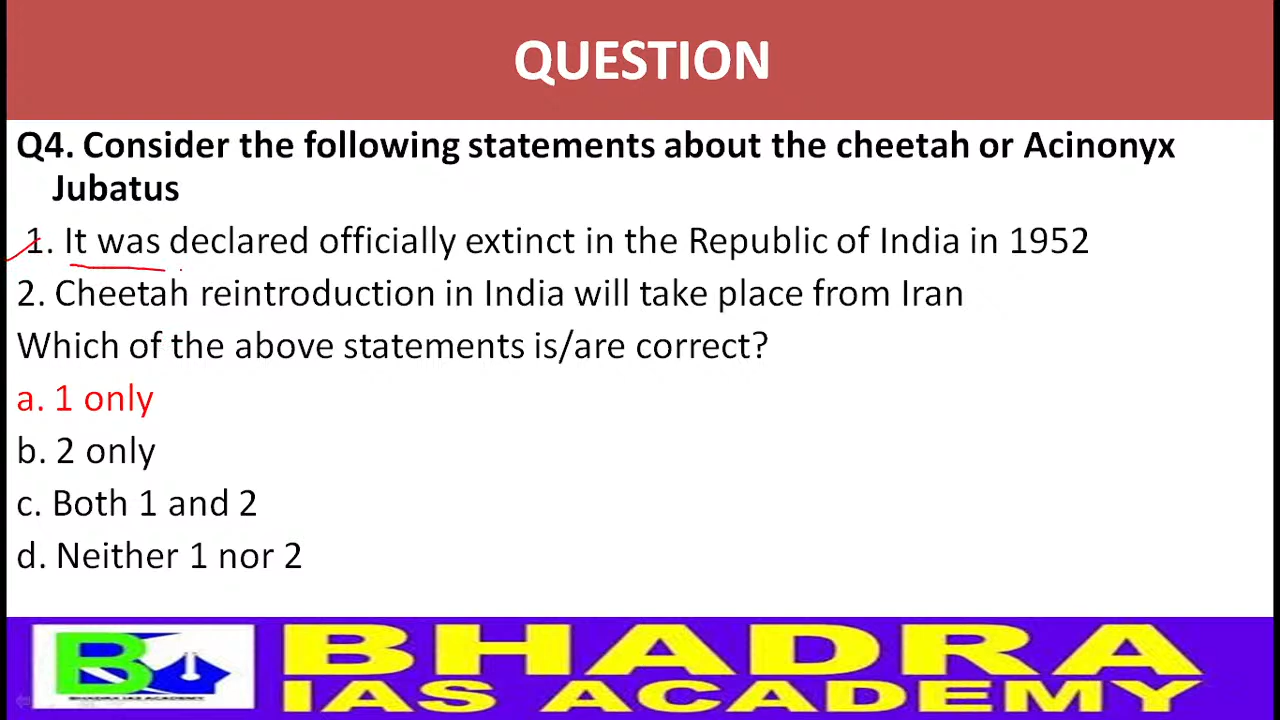 QUESTION
Q4. Consider the following statements about the cheetah or Acinonyx
Jubatus
1. It was declared officially extinct in the Republic of India in 1952
2. Cheetah reintroduction in India will take place from Iran
Which of the above statements is/are correct?
a. 1 only
b. 2 only
c. Both 1 and 2
d. Neither 1 nor 2
BHADRA
IAS ACADEMY
BHADRA IAS ACADEMY